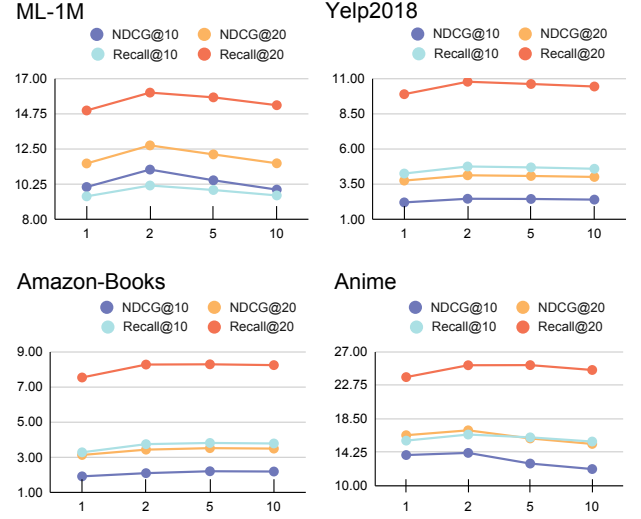 ML-1M
NDCG@10 NDCG@20
Recall@10 Recall@20
17.00
14.75
12.50
10.25
8.00
1 2 5 10
Yelp2018
NDCG@10 NDCG@20
Recall@10 Recall@20
11.00
8.50
6.00
3.50
1.00
1 2 5 10
Amazon-Books
NDCG@10 NDCG@20
Recall@10 Recall@20
9.00
7.00
5.00
3.00
1.00
1 2 5 10
Anime
NDCG@10 NDCG@20
Recall@10 Recall@20
27.00
22.75
18.50
14.25
10.00
1 2 5 10